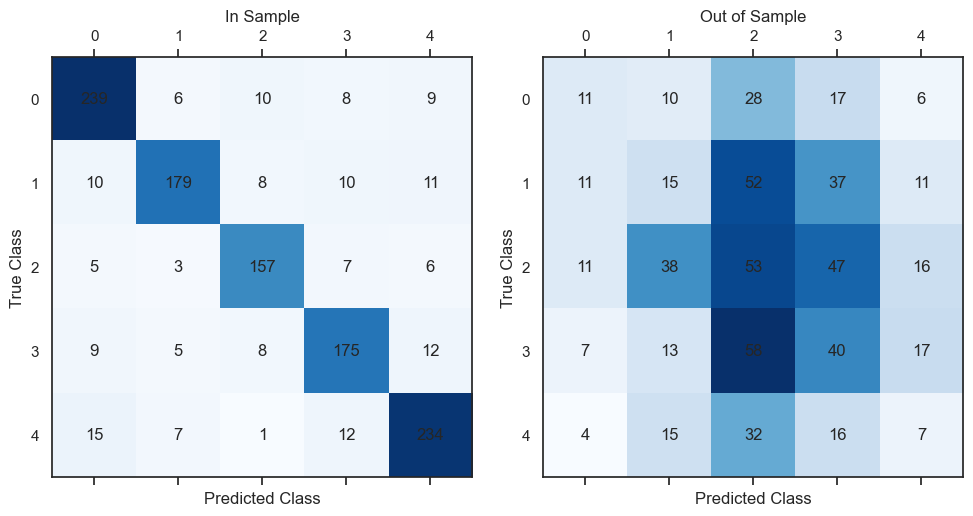 In Sample
0 1 2 3 4
True Class
0 6 10 8 9
1 10 179 8 10 11
2 5 3 157 7 6
3 9 5 8 175 12
4 15 7 1 12 234
Predicted Class
Out of Sample
0 1 2 3 4
True Class
0 11 10 28 17 6
1 11 15 52 37 11
2 11 38 53 47 16
3 7 13 40 17
4 4 15 32 16 7
Predicted Class